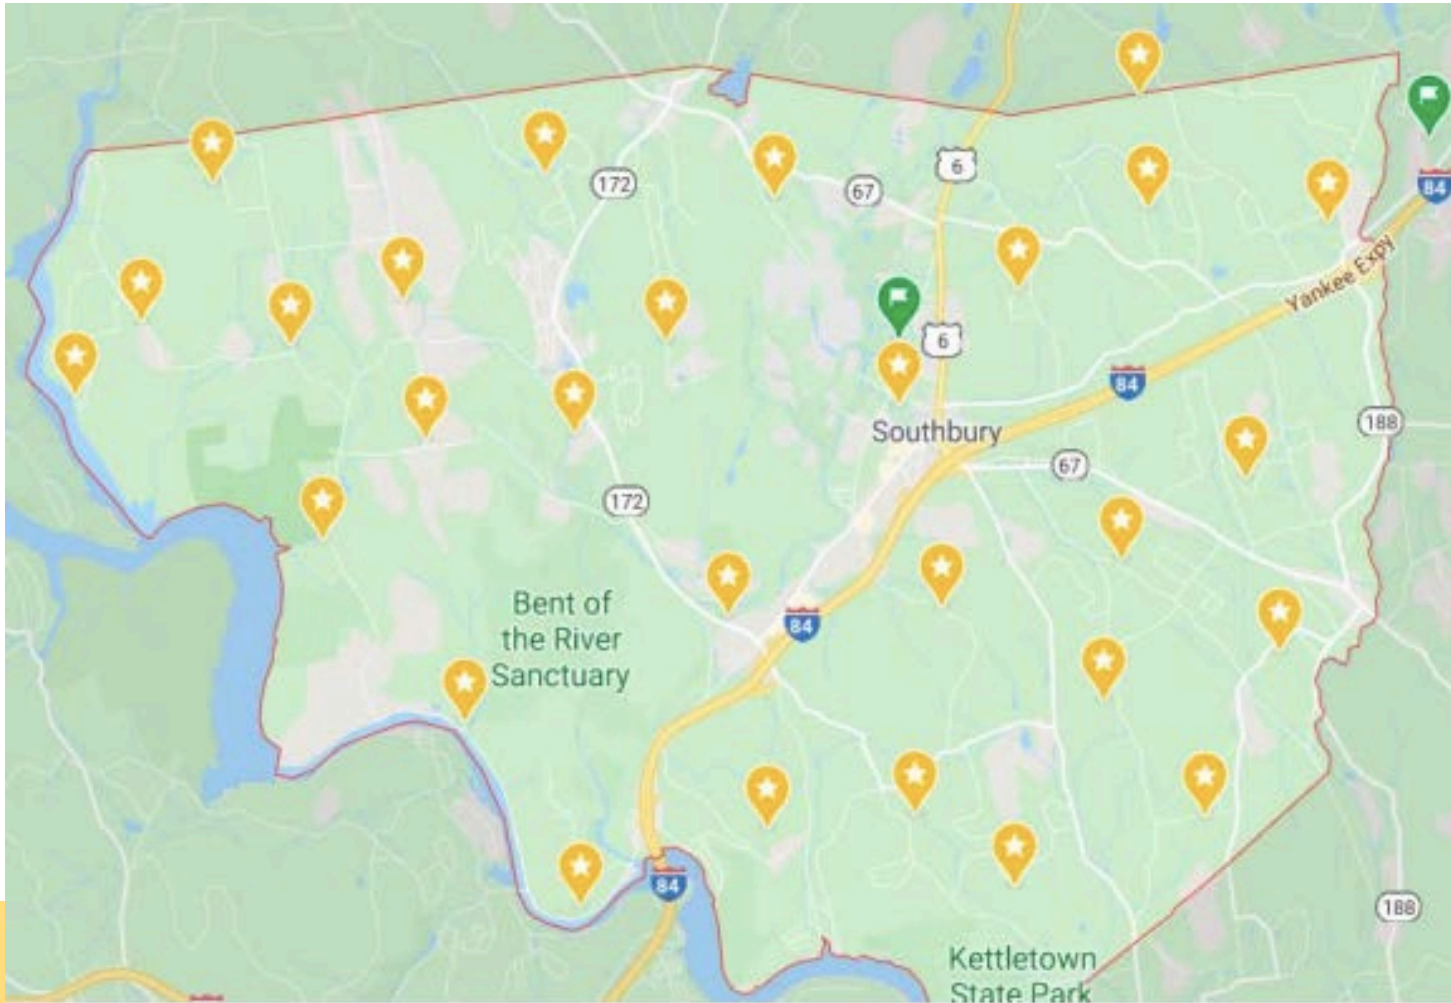 6
172
67
84
Yankee Expy
6
84
188
Southbury
67
172
Bent of
the River
Sanctuary
84
84
188
Kettletown
State Park